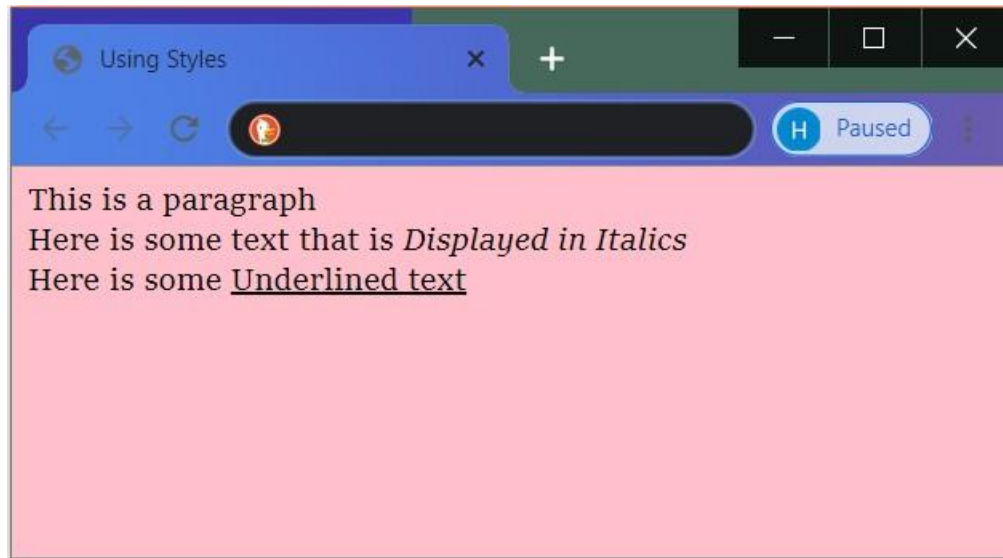 Using Styles
H Paused
This is a paragraph
Here is some text that is Displayed in Italics
Here is some Underlined text